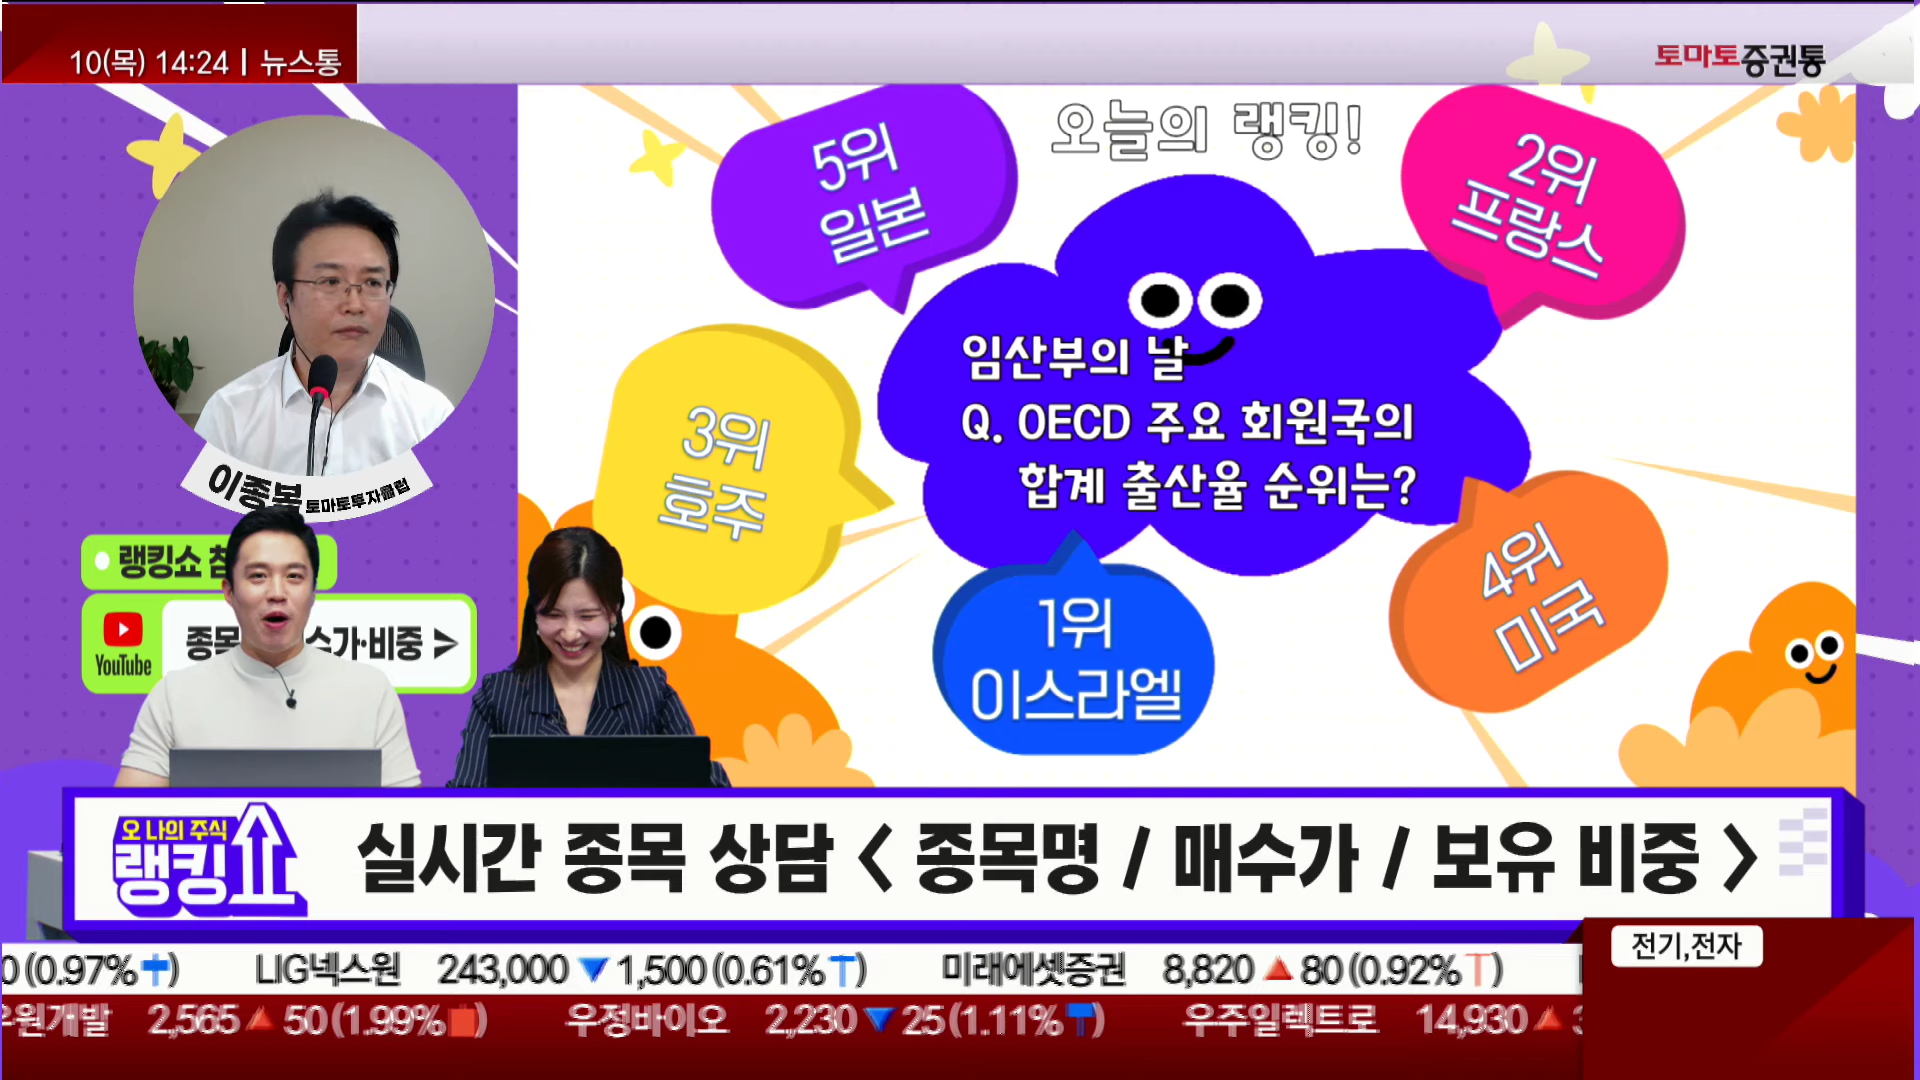 10(목) 14:24 | 뉴스통
토마토증권통
오늘의 랭킹!
5위
일본
2위
프랑스
3위
호주
임산부의 날
Q. OECD 주요 회원국의
합계 출산율 순위는?
4위
미국
1위
이스라엘
이종복 토마토투자클럽
랭킹쇼
YouTube
수가·비중 >
오 나의 주식
랭킹쇼
실시간 종목 상담 < 종목명 / 매수가 / 보유 비중 >
전기,전자
(0.97% ) LIG넥스원 243,000 ▼ 1,500 (0.61% ) 미래에셋증권 8,820 ▲ 80 (0.92% )
2,565 ▲ 50 (1.99% ) 우정바이오 2,230 ▼ 25 (1.11% ) 우주일렉트로 14,930 ▲